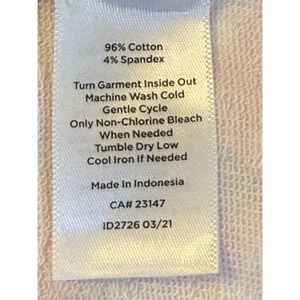 96% Cotton
4% Spandex
Turn Garment Inside Out
Machine Wash Cold
Gentle Cycle
Only Non-Chlorine Bleach
When Needed
Tumble Dry Low
Cool Iron If Needed
Made In Indonesia
CA# 23147
ID2726 03/21